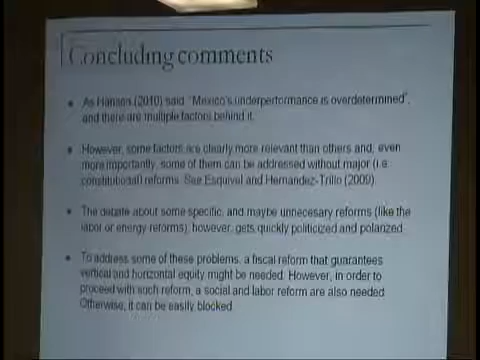 Concluding comments
• As Hansen (2010) said "Mexico's underperformance is overdetermined",
and there are multiple factors behind it.
• However, some factors are clearly more relevant than others and, even
more importantly, some of them can be addressed without major (i.e.
constitutional) reforms. See Esquivel and Hernandez-Trillo (2009).
• The debate about some specific, and maybe unnecessary reforms (like the
labor or energy reforms), however, gets quickly politicized and polarized.
• To address some of these problems, a fiscal reform that guarantees
vertical and horizontal equity might be needed. However, in order to
proceed with such reform, a social and labor reform are also needed.
Otherwise, it can be easily blocked.